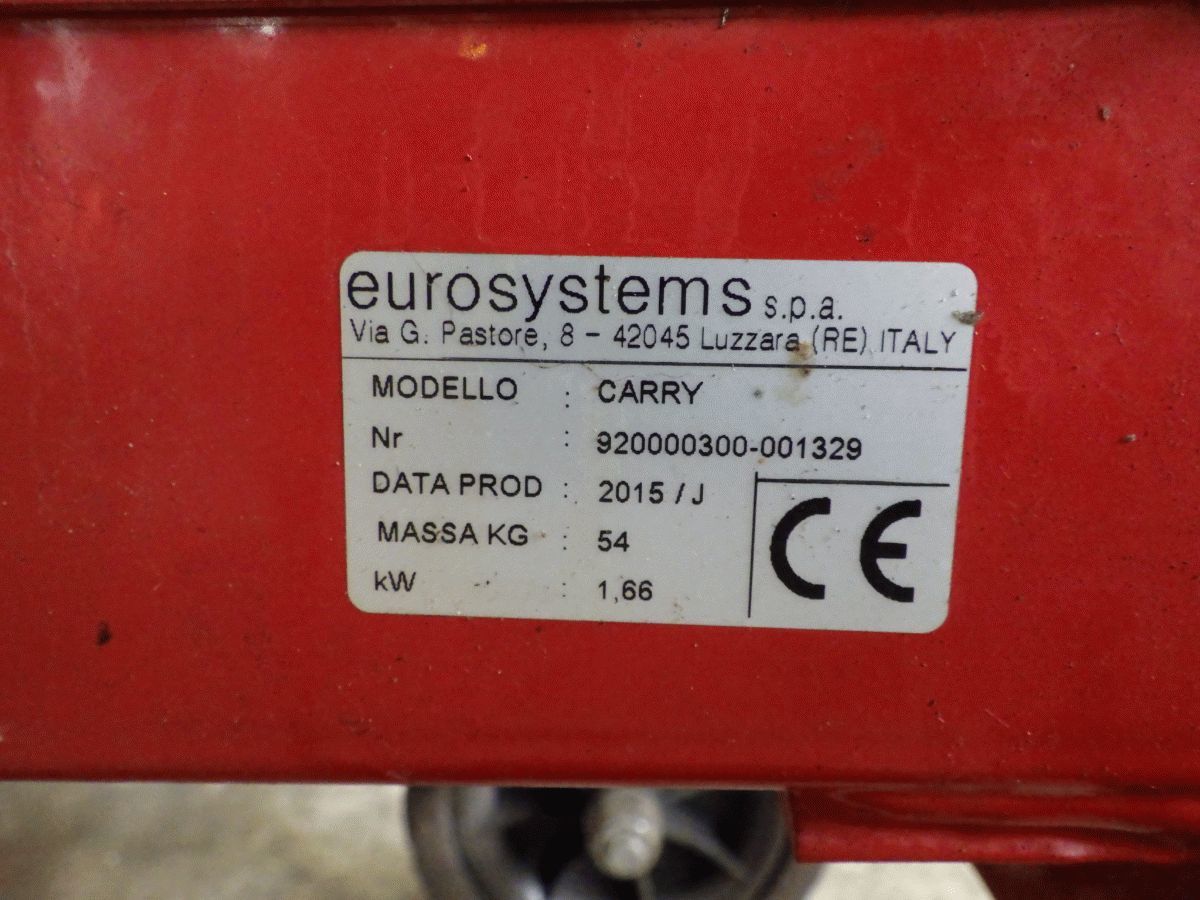 eurosystems s.p.a.
Via G. Pastore, 8 - 42045 Luzzara (RE) ITALY
MODELLO : CARRY
Nr : 920000300-001329
DATA PROD : 2015 / J
MASSA KG : 54
kW : 1,66
CE